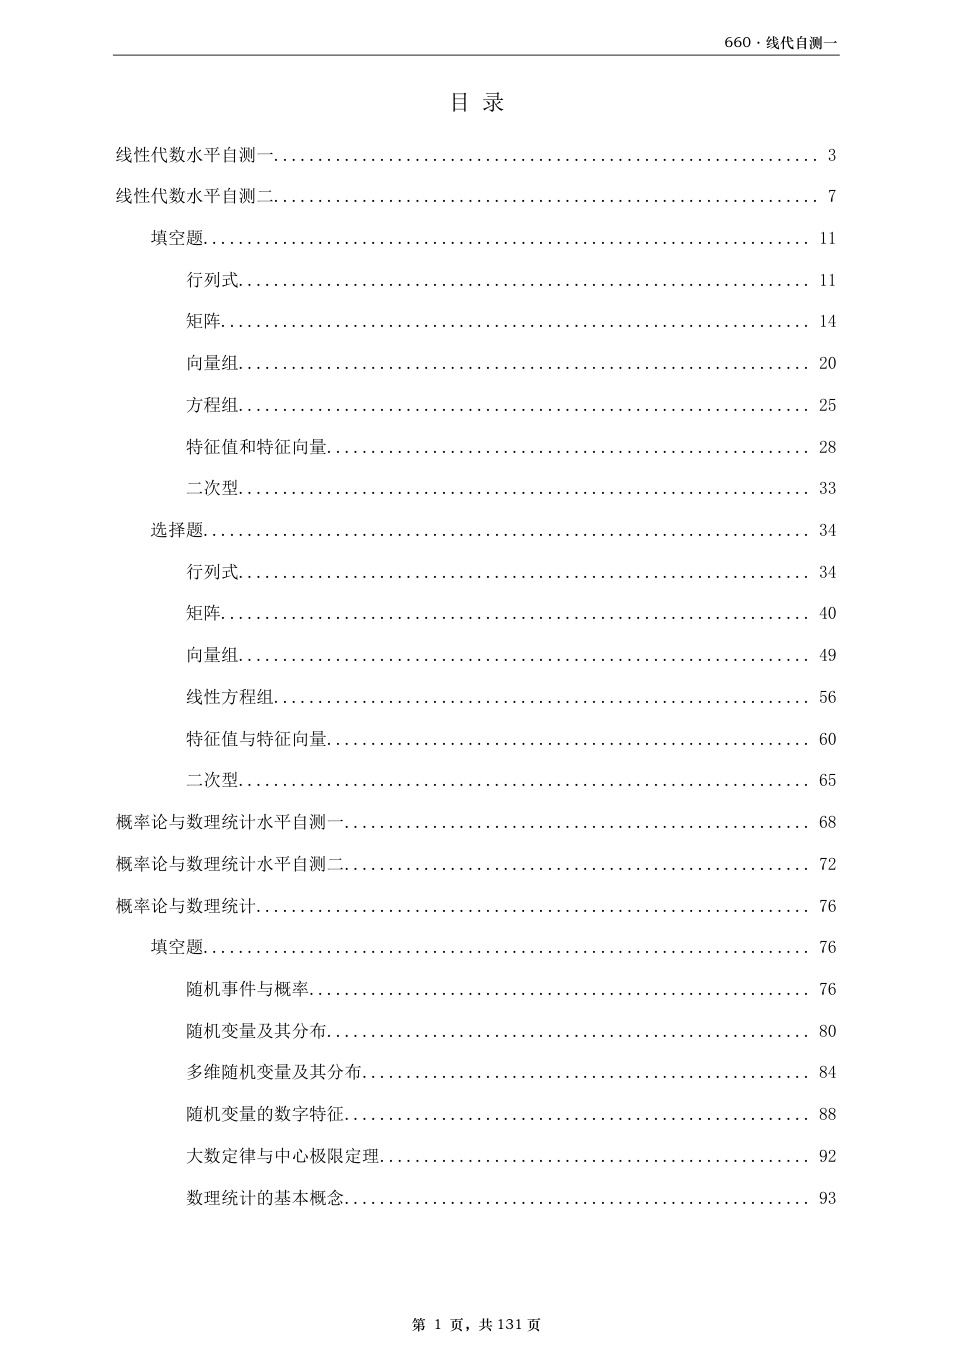 660·线代自测一
目 录
线性代数水平自测一.............................................................. 3
线性代数水平自测二.............................................................. 7
填空题..................................................................... 11
行列式................................................................. 11
矩阵................................................................... 14
向量组................................................................. 20
方程组................................................................. 25
特征值和特征向量....................................................... 28
二次型................................................................. 33
选择题..................................................................... 34
行列式................................................................. 34
矩阵................................................................... 40
向量组................................................................. 49
线性方程组............................................................. 56
特征值与特征向量....................................................... 60
二次型................................................................. 65
概率论与数理统计水平自测一..................................................... 68
概率论与数理统计水平自测二..................................................... 72
概率论与数理统计............................................................... 76
填空题..................................................................... 76
随机事件与概率......................................................... 76
随机变量及其分布....................................................... 80
多维随机变量及其分布................................................... 84
随机变量的数字特征..................................................... 88
大数定律与中心极限定理................................................. 92
数理统计的基本概念..................................................... 93
第 1 页，共 131 页